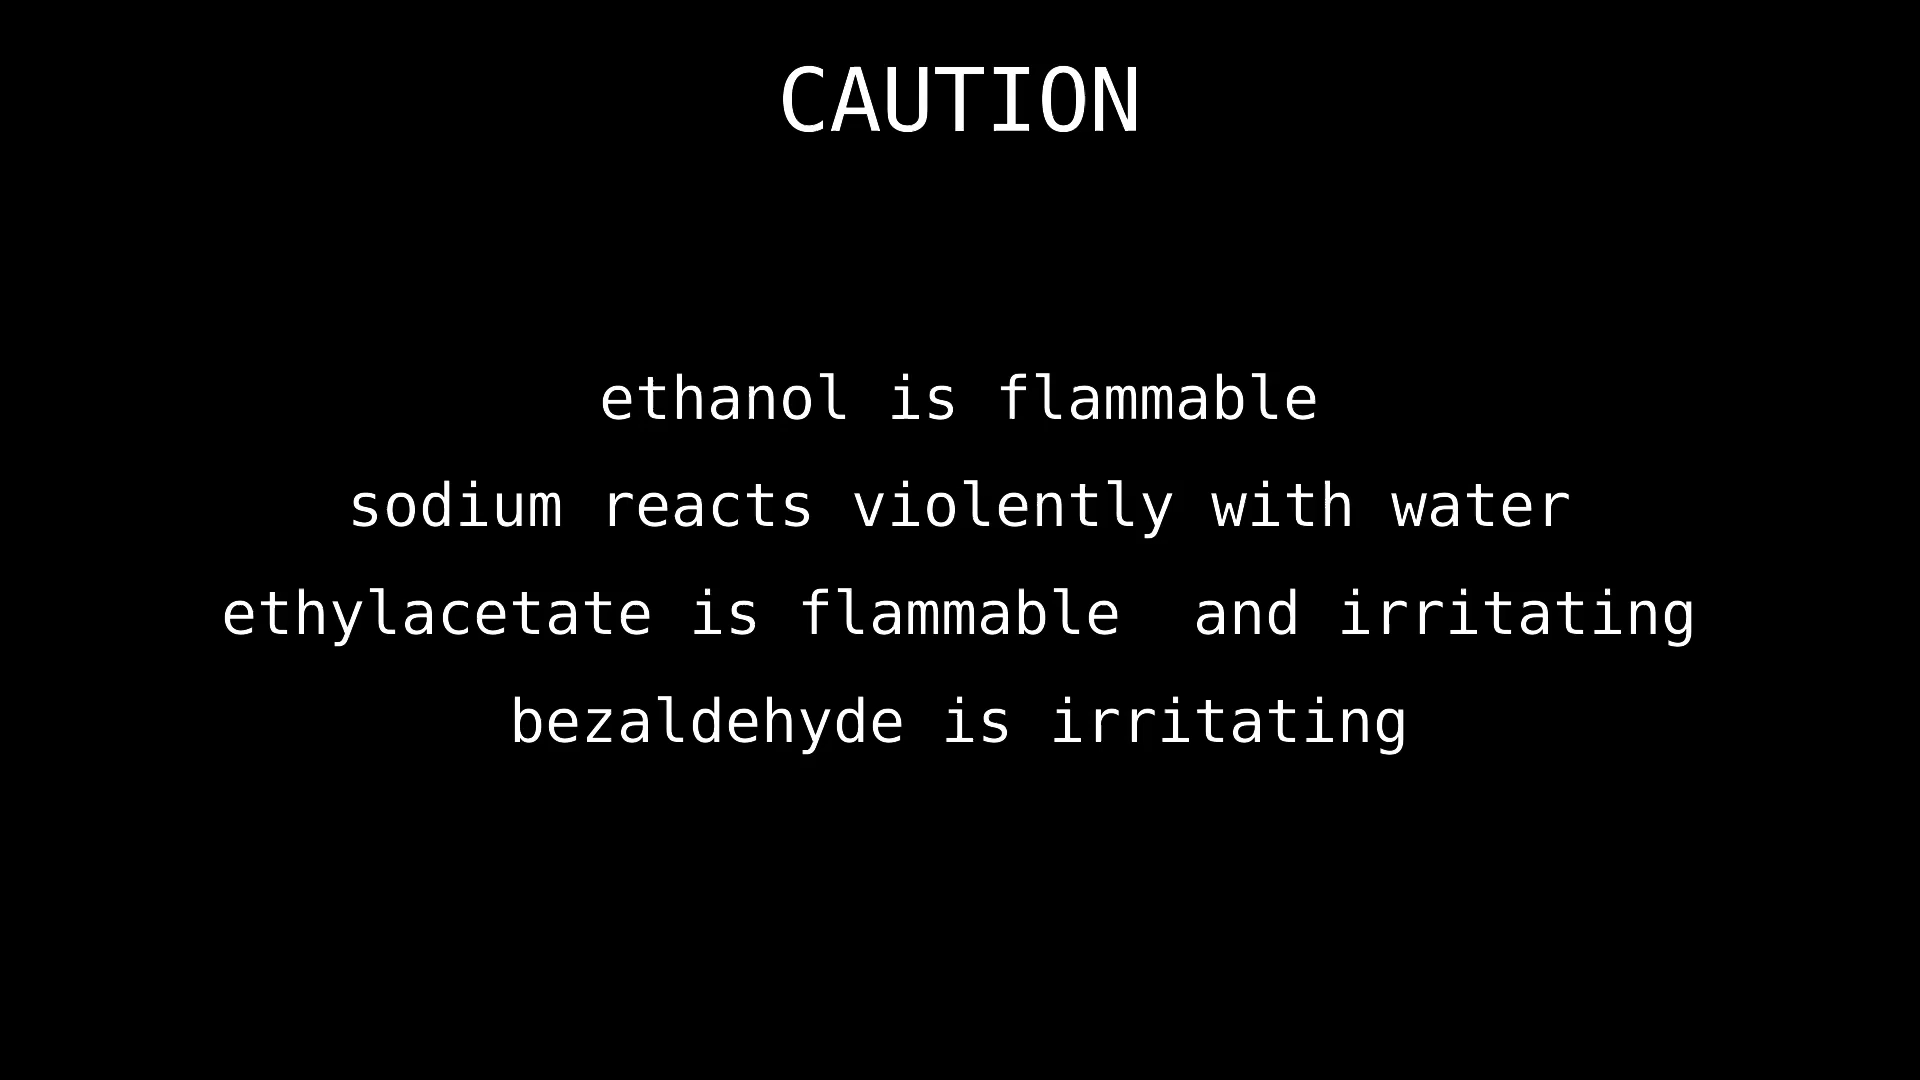 CAUTION
ethanol is flammable
sodium reacts violently with water
ethylacetate is flammable  and irritating
bezaldehyde is irritating